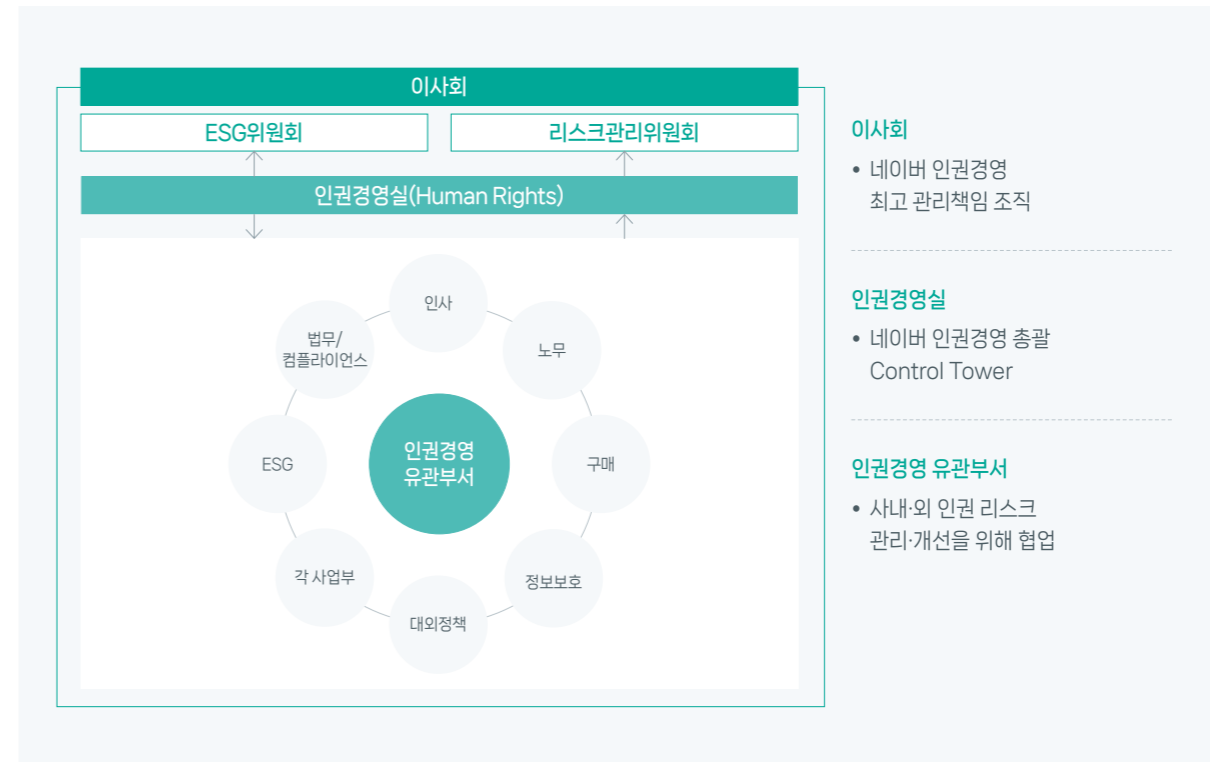 이사회
ESG위원회
리스크관리위원회
인권경영실(Human Rights)
인사
노무
구매
정보보호
대외정책
각 사업부
ESG
법무/
컴플라이언스
인권경영
유관부서
이사회
• 네이버 인권경영
최고 관리책임 조직
인권경영실
• 네이버 인권경영 총괄
Control Tower
인권경영 유관부서
• 사내·외 인권 리스크
관리·개선을 위해 협업